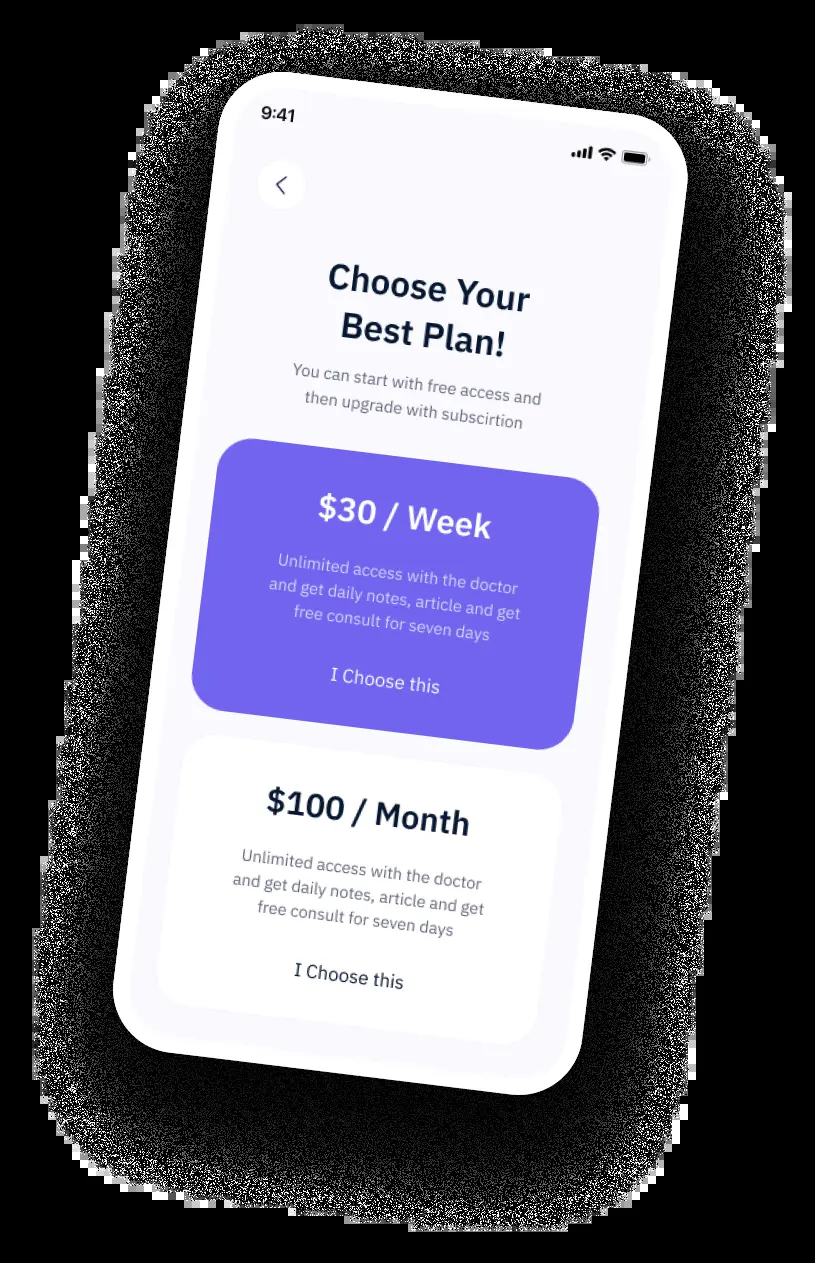 9:41
Choose Your
Best Plan!
You can start with free access and
then upgrade with subscirtion
$30 / Week
Unlimited access with the doctor
and get daily notes, article and get
free consult for seven days
I Choose this
$100 / Month
Unlimited access with the doctor
and get daily notes, article and get
free consult for seven days
I Choose this